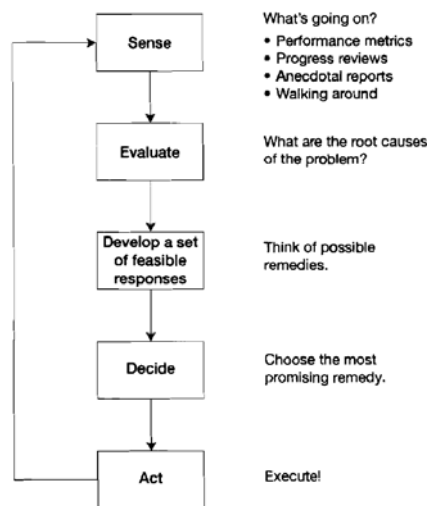 Sense
What's going on?
• Performance metrics
• Progress reviews
• Anecdotal reports
• Walking around
Evaluate
What are the root causes
of the problem?
Develop a set
of feasible
responses
Think of possible
remedies.
Decide
Choose the most
promising remedy.
Act
Execute!